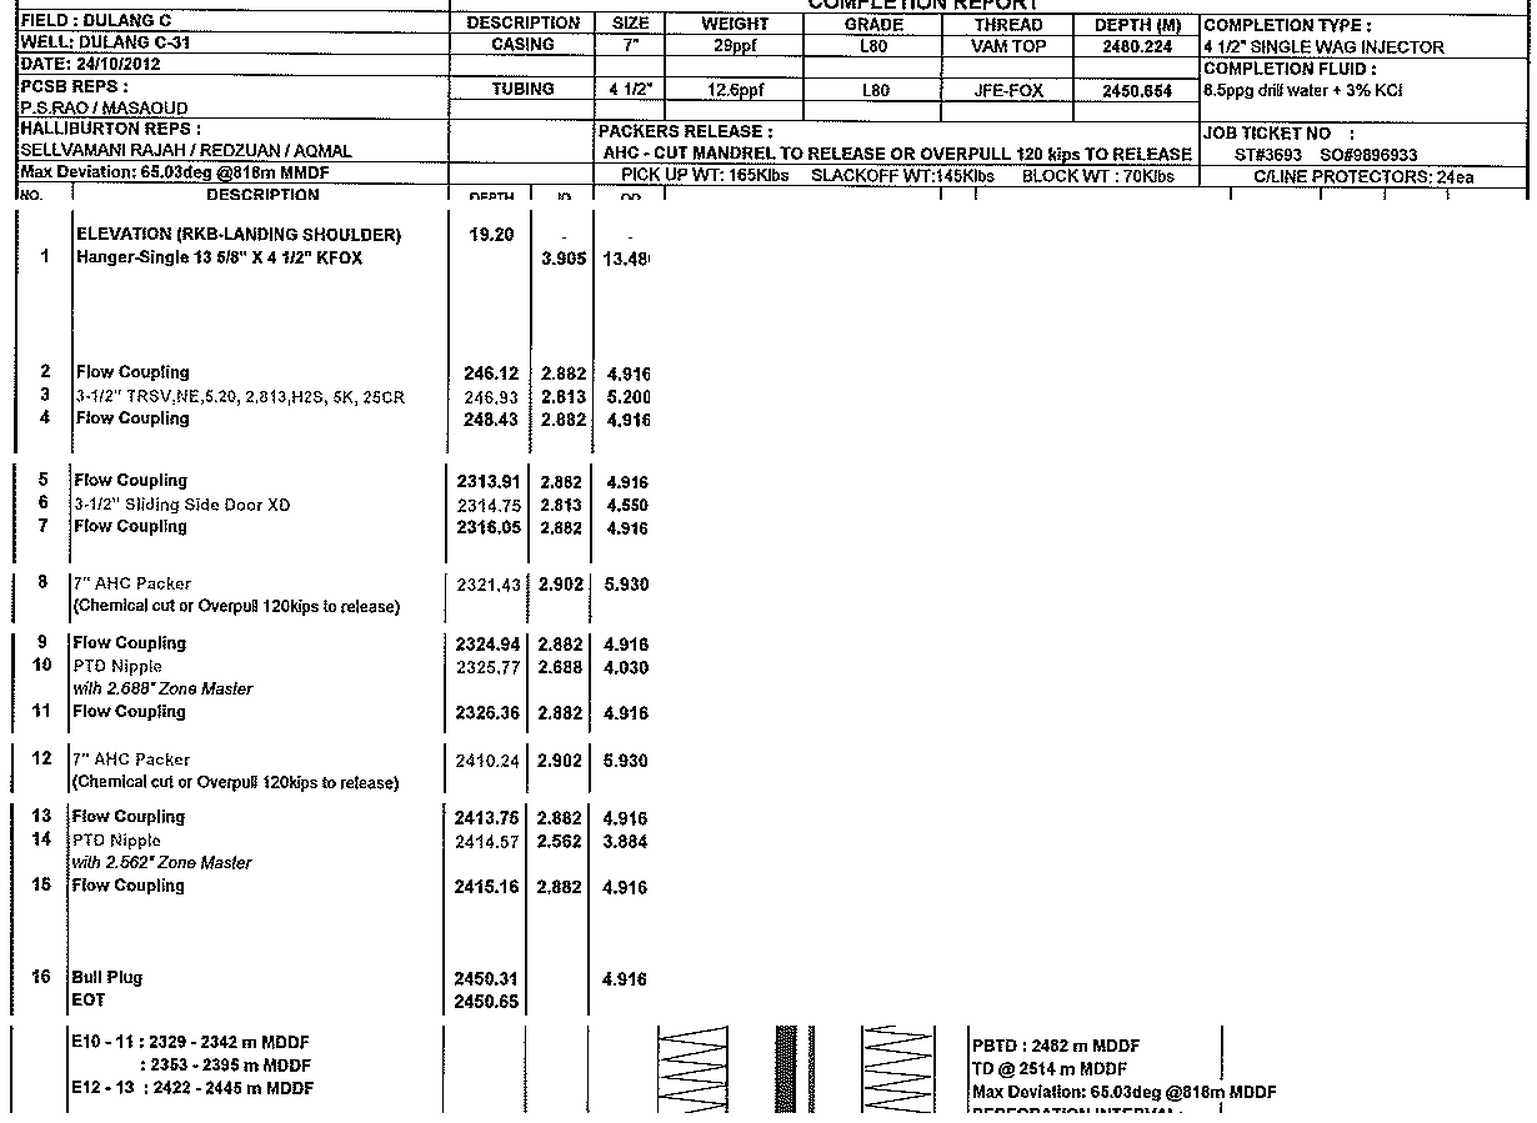 COMPLETION REPORT
FIELD : DULANG C DESCRIPTION SIZE WEIGHT GRADE THREAD DEPTH (M) COMPLETION TYPE :
WELL: DULANG C-31 CASING 7" 29ppf L80 VAM TOP 2480.224 4 1/2" SINGLE WAG INJECTOR
DATE: 24/10/2012 COMPLETION FLUID :
PCSB REPS : TUBING 4 1/2" 12.6ppf L80 JFE-FOX 2450.654 8.5ppg drill water + 3% KCl
P.S.RAO / MASAOUD
HALLIBURTON REPS : PACKERS RELEASE : JOB TICKET NO :
SELLVAMANI RAJAH / REDZUAN / AQMAL AHC - CUT MANDREL TO RELEASE OR OVERPULL 120 kips TO RELEASE ST#3693 SO#9896933
Max Deviation: 65.03deg @818m MMDF PICK UP WT: 165Klbs SLACKOFF WT:145Klbs BLOCK WT : 70Klbs C/LINE PROTECTORS: 24ea
NO. DESCRIPTION DEPTH ID OD
ELEVATION (RKB-LANDING SHOULDER) 19.20 - -
1 Hanger-Single 13 5/8" X 4 1/2" KFOX 3.905 13.48
2 Flow Coupling 246.12 2.882 4.916
3 3-1/2" TRSV,NE,5.20, 2,813,H2S, 5K, 25CR 246.93 2.813 5.200
4 Flow Coupling 248.43 2.882 4.916
5 Flow Coupling 2313.91 2.882 4.916
6 3-1/2" Sliding Side Door XD 2314.75 2.813 4.550
7 Flow Coupling 2316.05 2.882 4.916
8 7" AHC Packer 2321.43 2.902 5.930
(Chemical cut or Overpull 120kips to release)
9 Flow Coupling 2324.94 2.882 4.916
10 PTD Nipple 2325.77 2.688 4.030
with 2.688" Zone Master
11 Flow Coupling 2326.36 2.882 4.916
12 7" AHC Packer 2410.24 2.902 5.930
(Chemical cut or Overpull 120kips to release)
13 Flow Coupling 2413.75 2.882 4.916
14 PTD Nipple 2414.57 2.562 3.884
with 2.562" Zone Master
15 Flow Coupling 2415.16 2.882 4.916
16 Bull Plug 2450.31 4.916
EOT 2450.65
E10 - 11 : 2329 - 2342 m MDDF PBTD : 2482 m MDDF
: 2353 - 2395 m MDDF TD @ 2514 m MDDF
E12 - 13 : 2422 - 2445 m MDDF Max Deviation: 65.03deg @818m MDDF
PERFORATION INTERVAL :